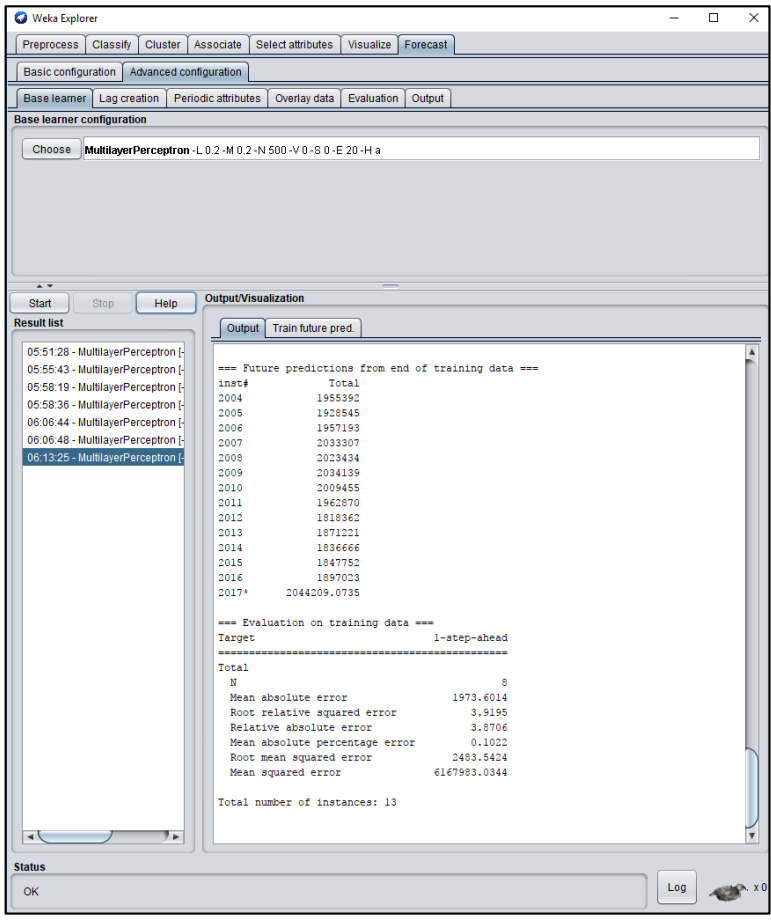 Weka Explorer
Preprocess Classify Cluster Associate Select attributes Visualize Forecast
Basic configuration Advanced configuration
Base learner Lag creation Periodic attributes Overlay data Evaluation Output
Base learner configuration
Choose MultilayerPerceptron -L 0.2 -M 0.2 -N 500 -V 0 -S 0 -E 20 -H a
Start Stop Help
Result list
05:51:28 - MultilayerPerceptron [-
05:55:43 - MultilayerPerceptron [-
05:58:19 - MultilayerPerceptron [-
05:58:36 - MultilayerPerceptron [-
06:06:44 - MultilayerPerceptron [-
06:06:48 - MultilayerPerceptron [-
06:13:25 - MultilayerPerceptron [-
Output/Visualization
Output Train future pred.
=== Future predictions from end of training data ===
inst# Total
2004 1955392
2005 1928545
2006 1957193
2007 2033307
2008 2023434
2009 2034139
2010 2009455
2011 1962870
2012 1818362
2013 1871221
2014 1836666
2015 1847752
2016 1897023
2017* 2044209.0735
=== Evaluation on training data ===
Target 1-step-ahead
===============================================
Total
N 8
Mean absolute error 1973.6014
Root relative squared error 3.9195
Relative absolute error 3.8706
Mean absolute percentage error 0.1022
Root mean squared error 2483.5424
Mean squared error 6167983.0344
Total number of instances: 13
Status
OK
Log x 0